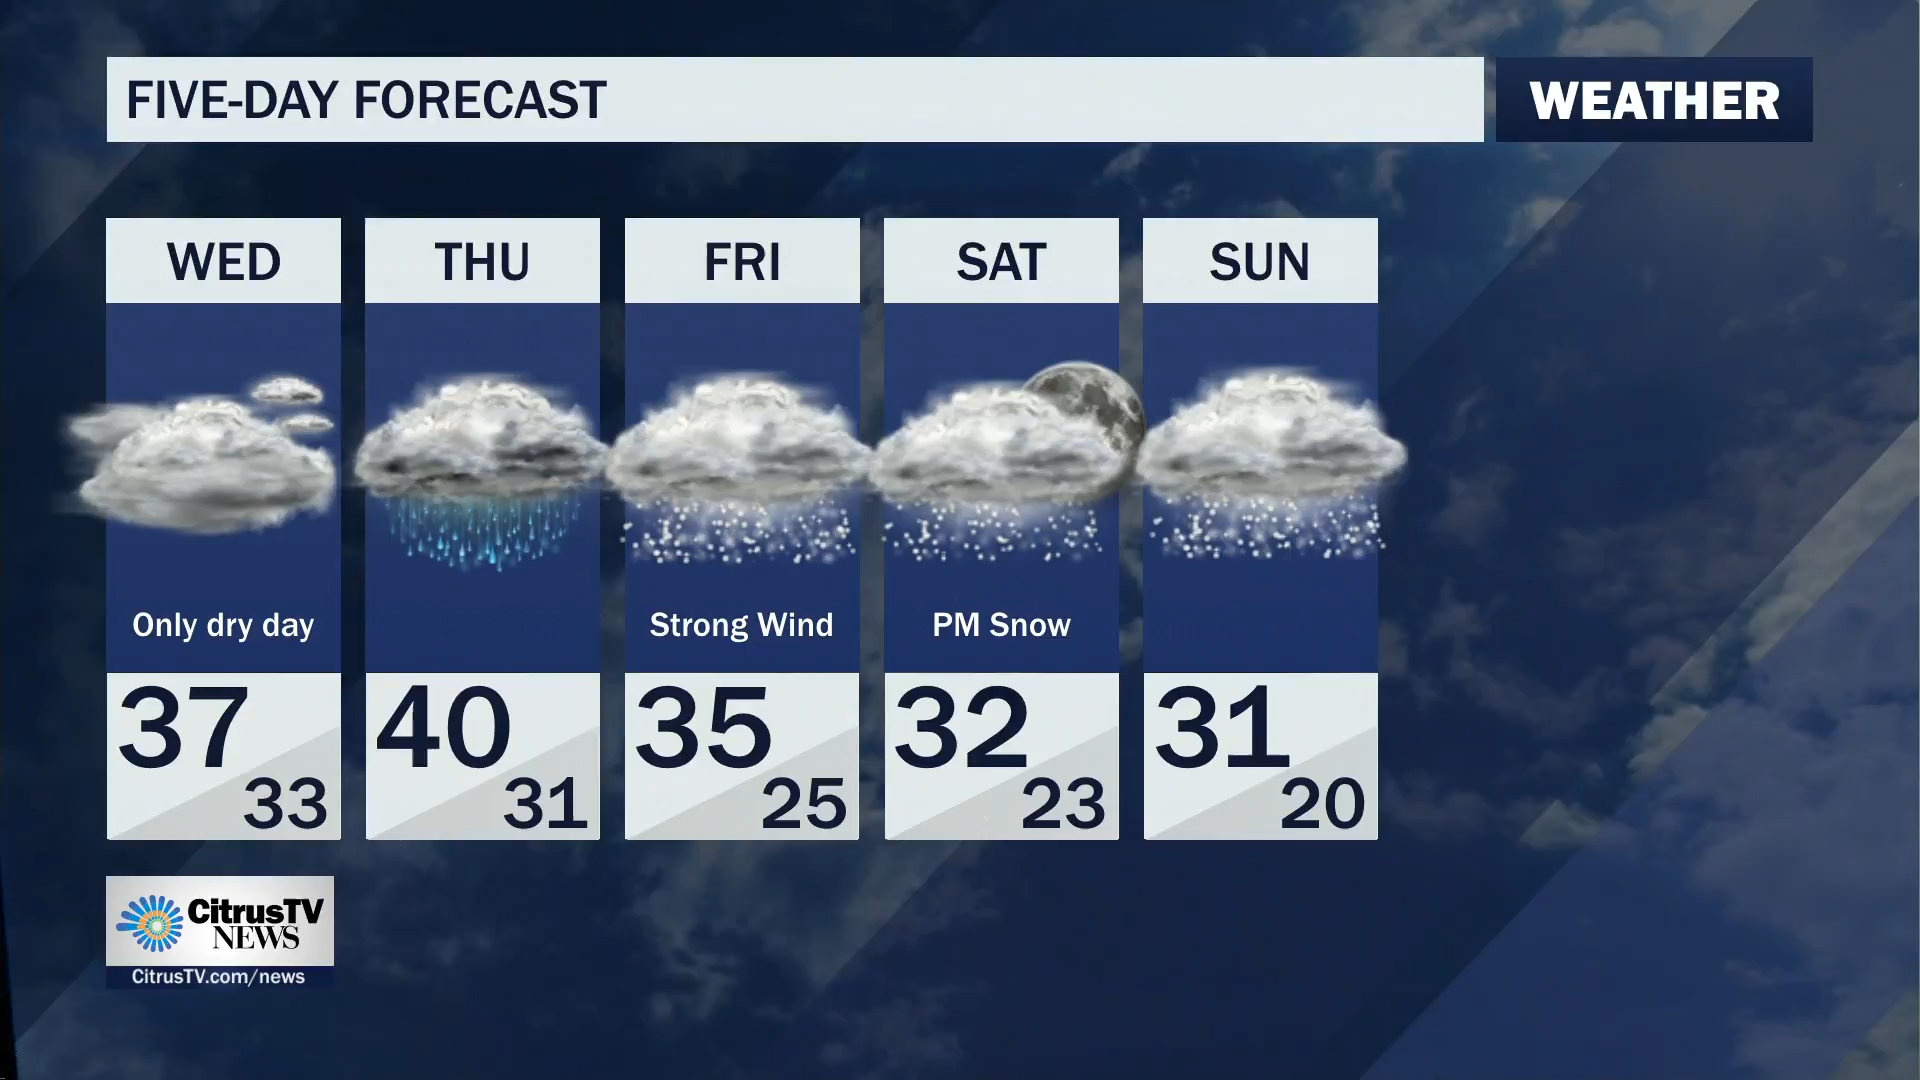 FIVE-DAY FORECAST
WEATHER
WED
THU
FRI
SAT
SUN
Only dry day
Strong Wind
PM Snow
37
33
40
31
35
25
32
23
31
20
CitrusTV
NEWS
CitrusTV.com/news